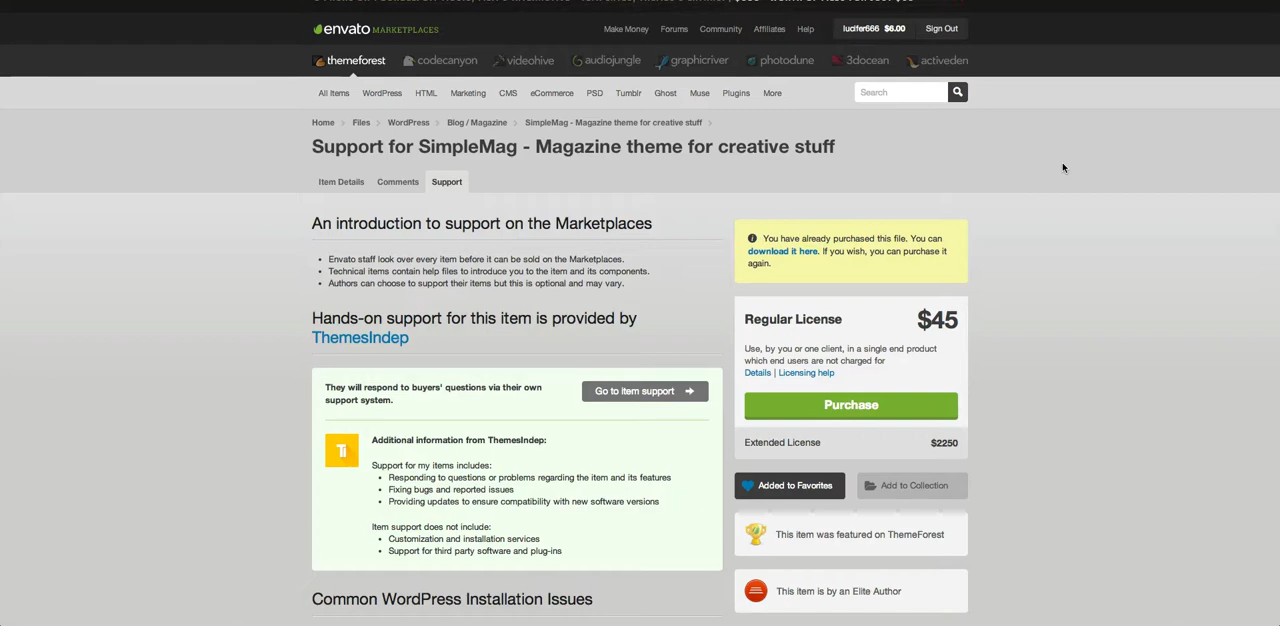 envato MARKETPLACES
Make Money Forums Community Affiliates Help lucifer666 $6.00 Sign Out
themeforest codecanyon videohive audiojungle graphicriver photodune 3docean activeden
All Items WordPress HTML Marketing CMS eCommerce PSD Tumblr Ghost Muse Plugins More Search
Home Files WordPress Blog / Magazine SimpleMag - Magazine theme for creative stuff
Support for SimpleMag - Magazine theme for creative stuff
Item Details Comments Support
An introduction to support on the Marketplaces
• Envato staff look over every item before it can be sold on the Marketplaces.
• Technical items contain help files to introduce you to the item and its components.
• Authors can choose to support their items but this is optional and may vary.
Hands-on support for this item is provided by
ThemesIndep
They will respond to buyers' questions via their own
support system.
Go to item support
Ti
Additional information from ThemesIndep:
Support for my items includes:
• Responding to questions or problems regarding the item and its features
• Fixing bugs and reported issues
• Providing updates to ensure compatibility with new software versions
Item support does not include:
• Customization and installation services
• Support for third party software and plug-ins
Common WordPress Installation Issues
You have already purchased this file. You can
download it here. If you wish, you can purchase it
again.
Regular License $45
Use, by you or one client, in a single end product
which end users are not charged for
Details | Licensing help
Purchase
Extended License $2250
Added to Favorites Add to Collection
This item was featured on ThemeForest
This item is by an Elite Author